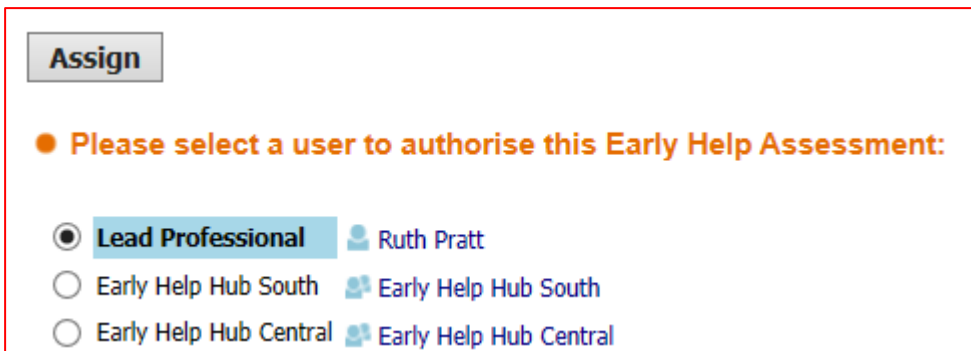 Assign
Please select a user to authorise this Early Help Assessment:
Lead Professional Ruth Pratt
Early Help Hub South Early Help Hub South
Early Help Hub Central Early Help Hub Central